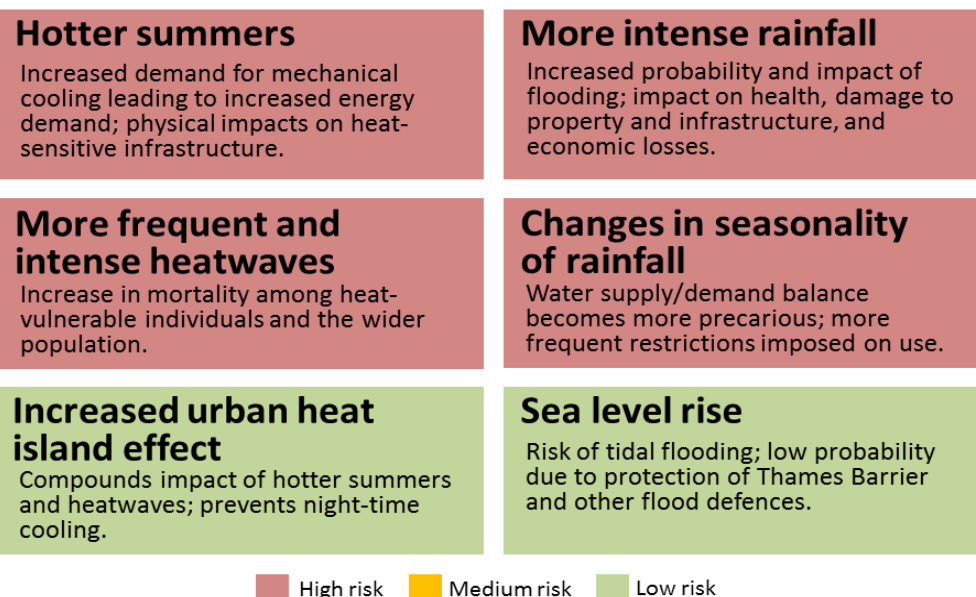 Hotter summers
Increased demand for mechanical
cooling leading to increased energy
demand; physical impacts on heat-
sensitive infrastructure.
More intense rainfall
Increased probability and impact of
flooding; impact on health, damage to
property and infrastructure, and
economic losses.
More frequent and
intense heatwaves
Increase in mortality among heat-
vulnerable individuals and the wider
population.
Changes in seasonality
of rainfall
Water supply/demand balance
becomes more precarious; more
frequent restrictions imposed on use.
Increased urban heat
island effect
Compounds impact of hotter summers
and heatwaves; prevents night-time
cooling.
Sea level rise
Risk of tidal flooding; low probability
due to protection of Thames Barrier
and other flood defences.
High risk
Medium risk
Low risk